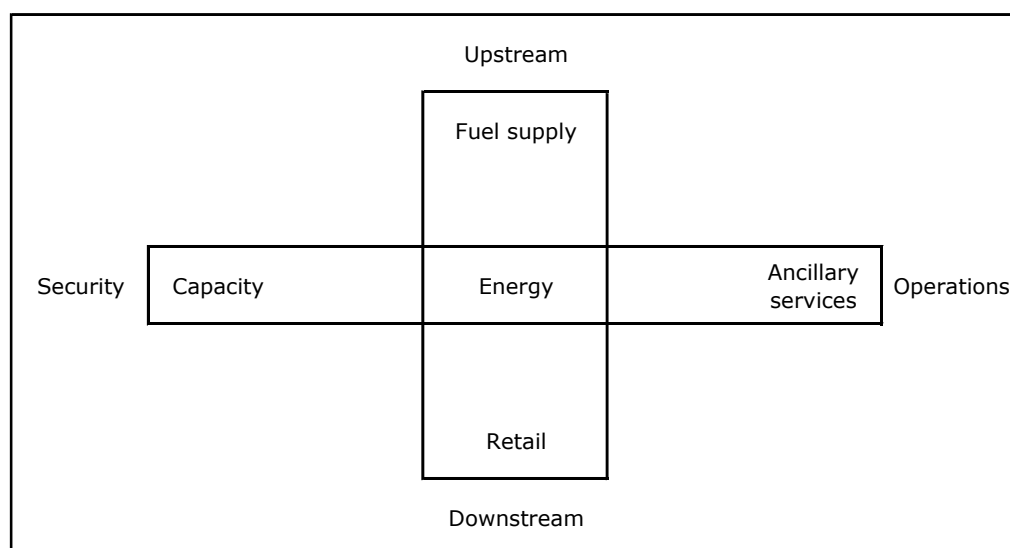 Upstream
Fuel supply
Security
Capacity
Energy
Ancillary
services
Operations
Retail
Downstream